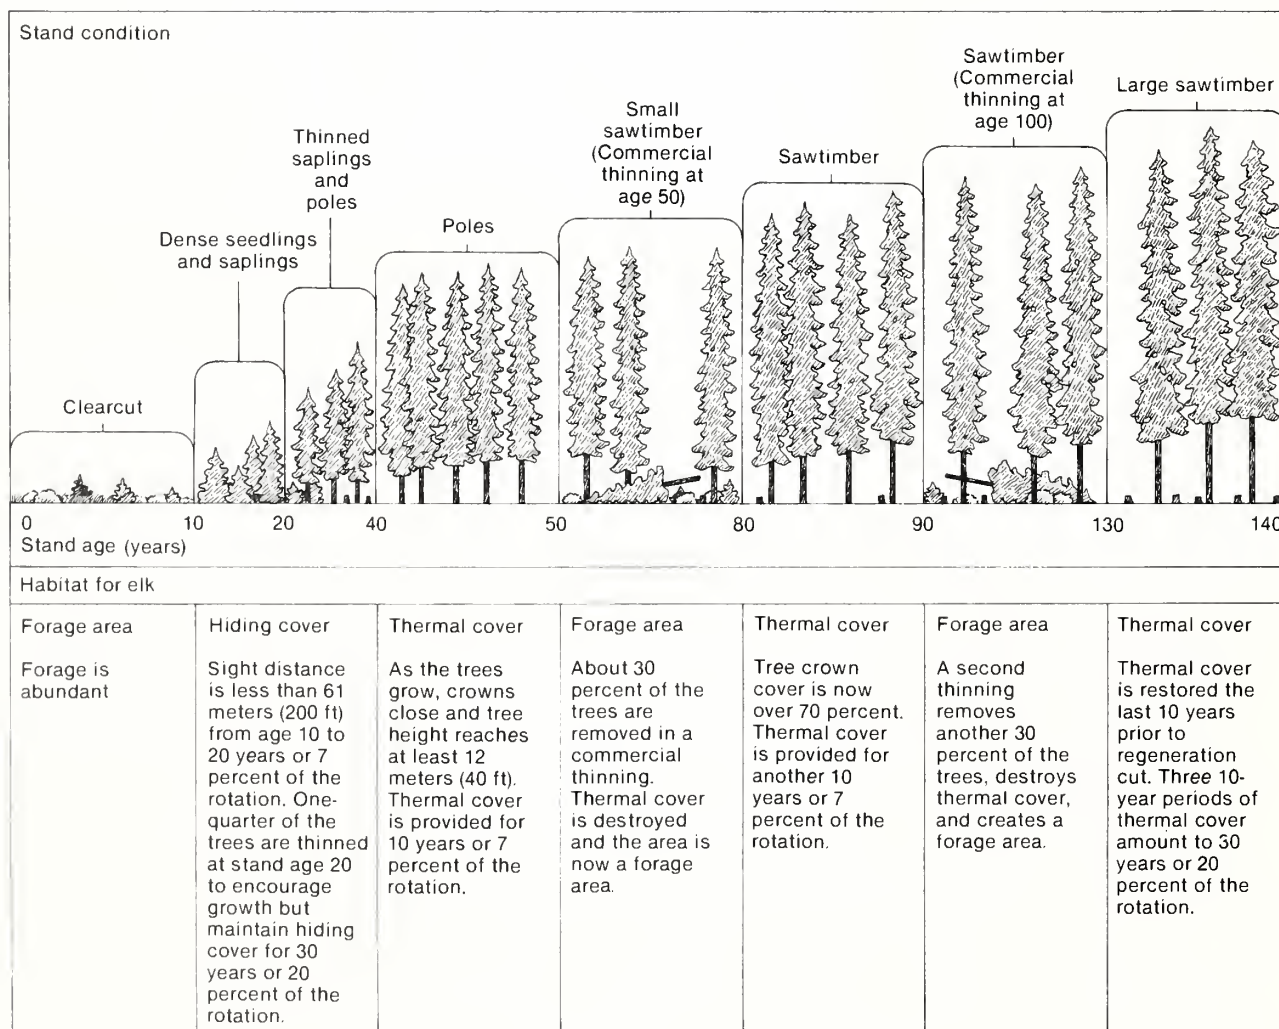 Stand condition
Clearcut
Dense seedlings
and saplings
Thinned
saplings
and
poles
Poles
Small
sawtimber
(Commercial
thinning at
age 50)
Sawtimber
Sawtimber
(Commercial
thinning at
age 100)
Large sawtimber
0 10 20 40 50 80 90 130 140
Stand age (years)
Habitat for elk
Forage area
Forage is
abundant
Hiding cover
Sight distance
is less than 61
meters (200 ft)
from age 10 to
20 years or 7
percent of the
rotation. One-
quarter of the
trees are thinned
at stand age 20
to encourage
growth but
maintain hiding
cover for 30
years or 20
percent of the
rotation.
Thermal cover
As the trees
grow, crowns
close and tree
height reaches
at least 12
meters (40 ft).
Thermal cover
is provided for
10 years or 7
percent of the
rotation.
Forage area
About 30
percent of the
trees are
removed in a
commercial
thinning.
Thermal cover
is destroyed
and the area is
now a forage
area.
Thermal cover
Tree crown
cover is now
over 70 percent.
Thermal cover
is provided for
another 10
years or 7
percent of the
rotation.
Forage area
A second
thinning
removes
another 30
percent of the
trees, destroys
thermal cover,
and creates a
forage area.
Thermal cover
Thermal cover
is restored the
last 10 years
prior to
regeneration
cut. Three 10-
year periods of
thermal cover
amount to 30
years or 20
percent of the
rotation.